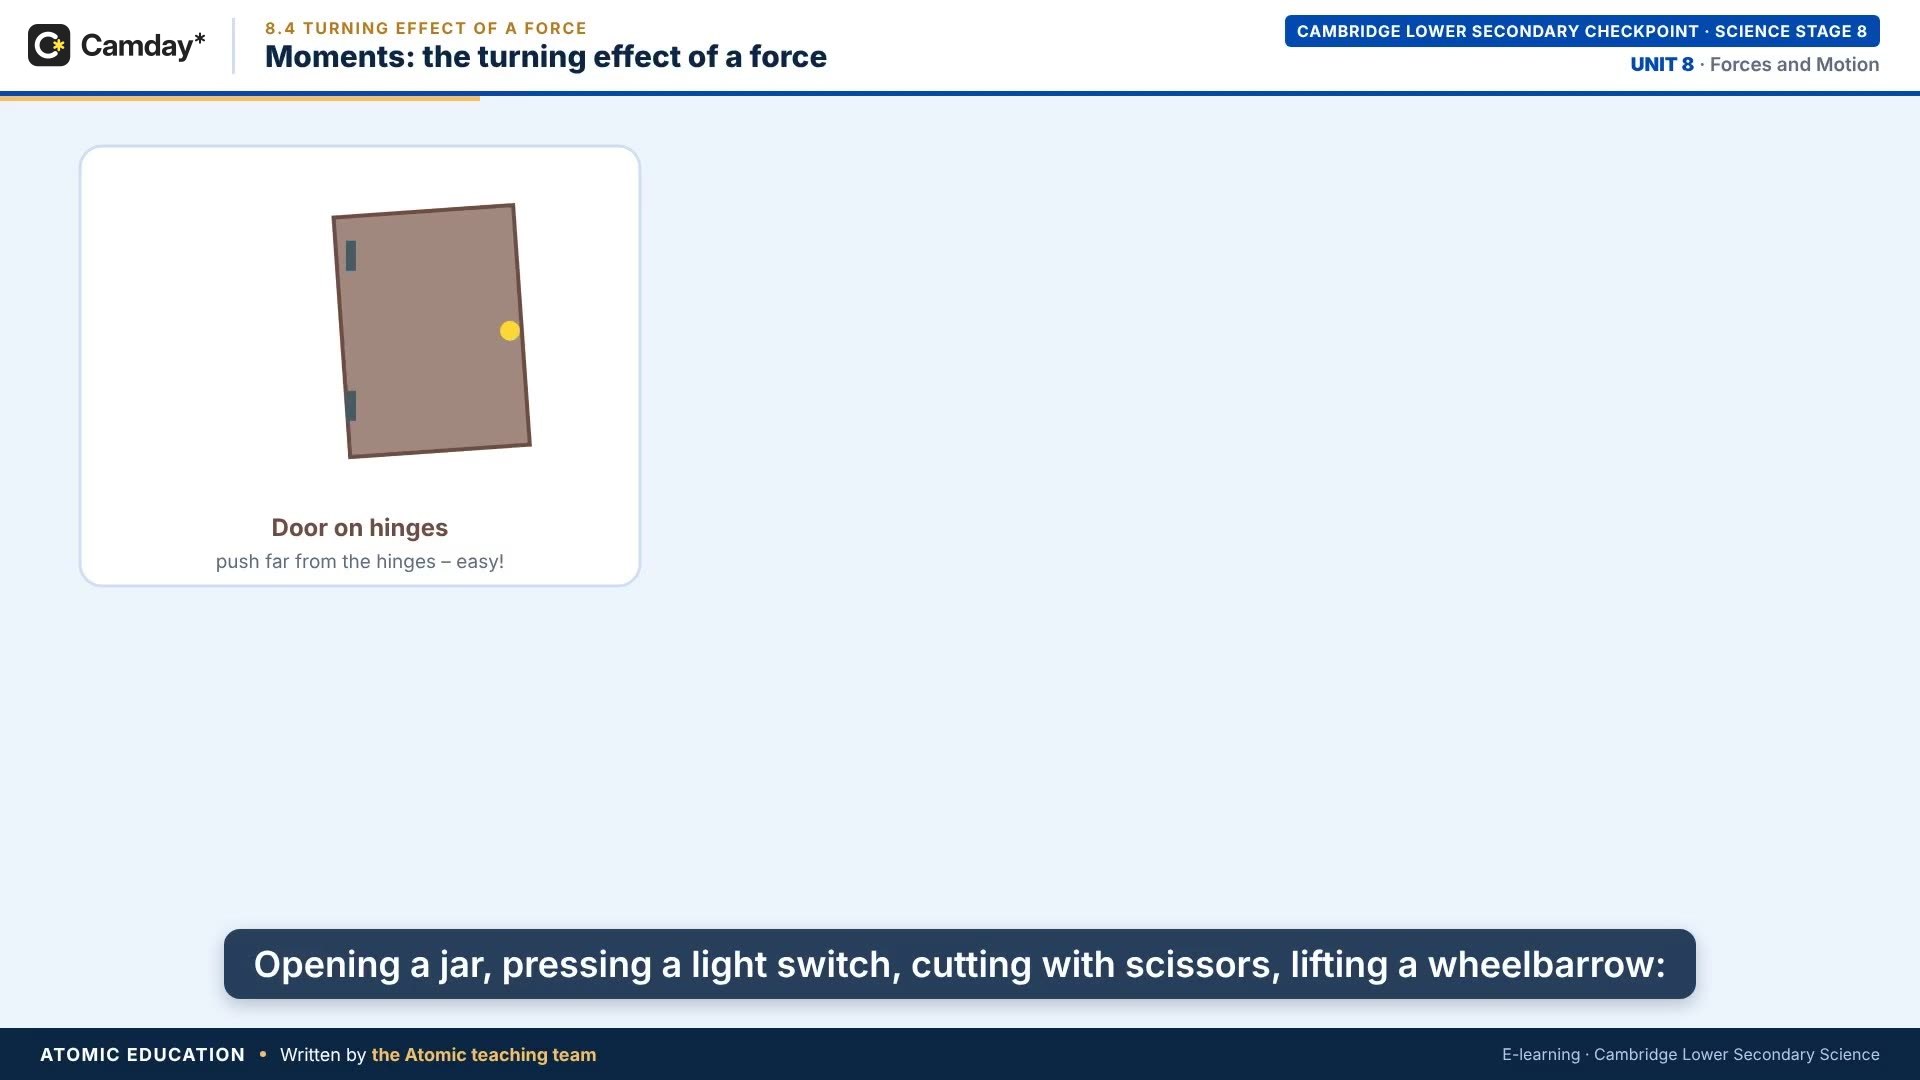 Camday*
8.4 TURNING EFFECT OF A FORCE
Moments: the turning effect of a force
CAMBRIDGE LOWER SECONDARY CHECKPOINT · SCIENCE STAGE 8
UNIT 8 · Forces and Motion
Door on hinges
push far from the hinges – easy!
Opening a jar, pressing a light switch, cutting with scissors, lifting a wheelbarrow:
ATOMIC EDUCATION • Written by the Atomic teaching team
E-learning · Cambridge Lower Secondary Science